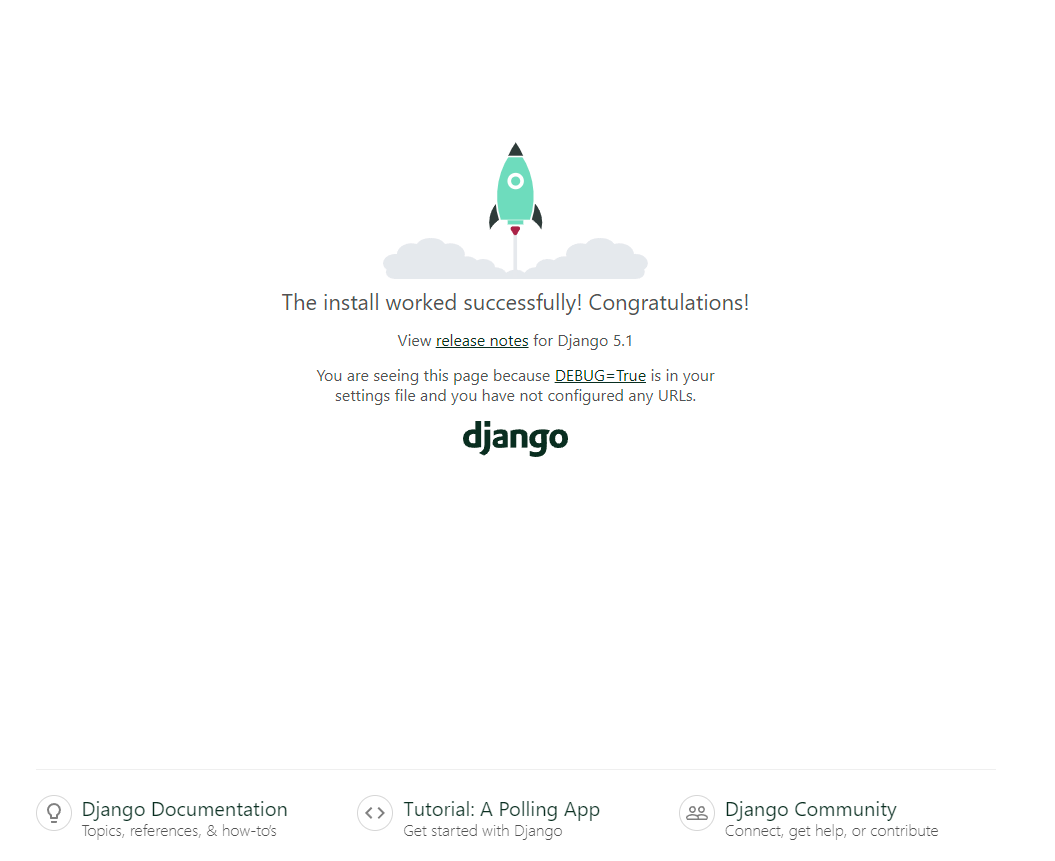 The install worked successfully! Congratulations!
View release notes for Django 5.1
You are seeing this page because DEBUG=True is in your
settings file and you have not configured any URLs.
django
Django Documentation
Topics, references, & how-to's
Tutorial: A Polling App
Get started with Django
Django Community
Connect, get help, or contribute